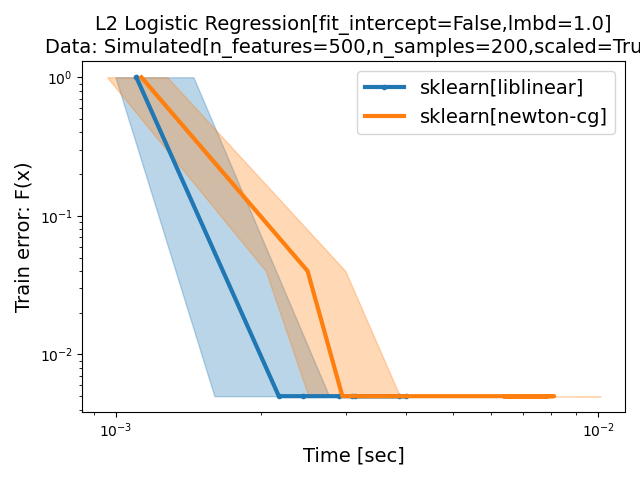 L2 Logistic Regression[fit_intercept=False,lmbd=1.0]
Data: Simulated[n_features=500,n_samples=200,scaled=Tru
sklearn[liblinear]
sklearn[newton-cg]
Train error: F(x)
10⁰
10⁻¹
10⁻²
10⁻³
10⁻²
Time [sec]